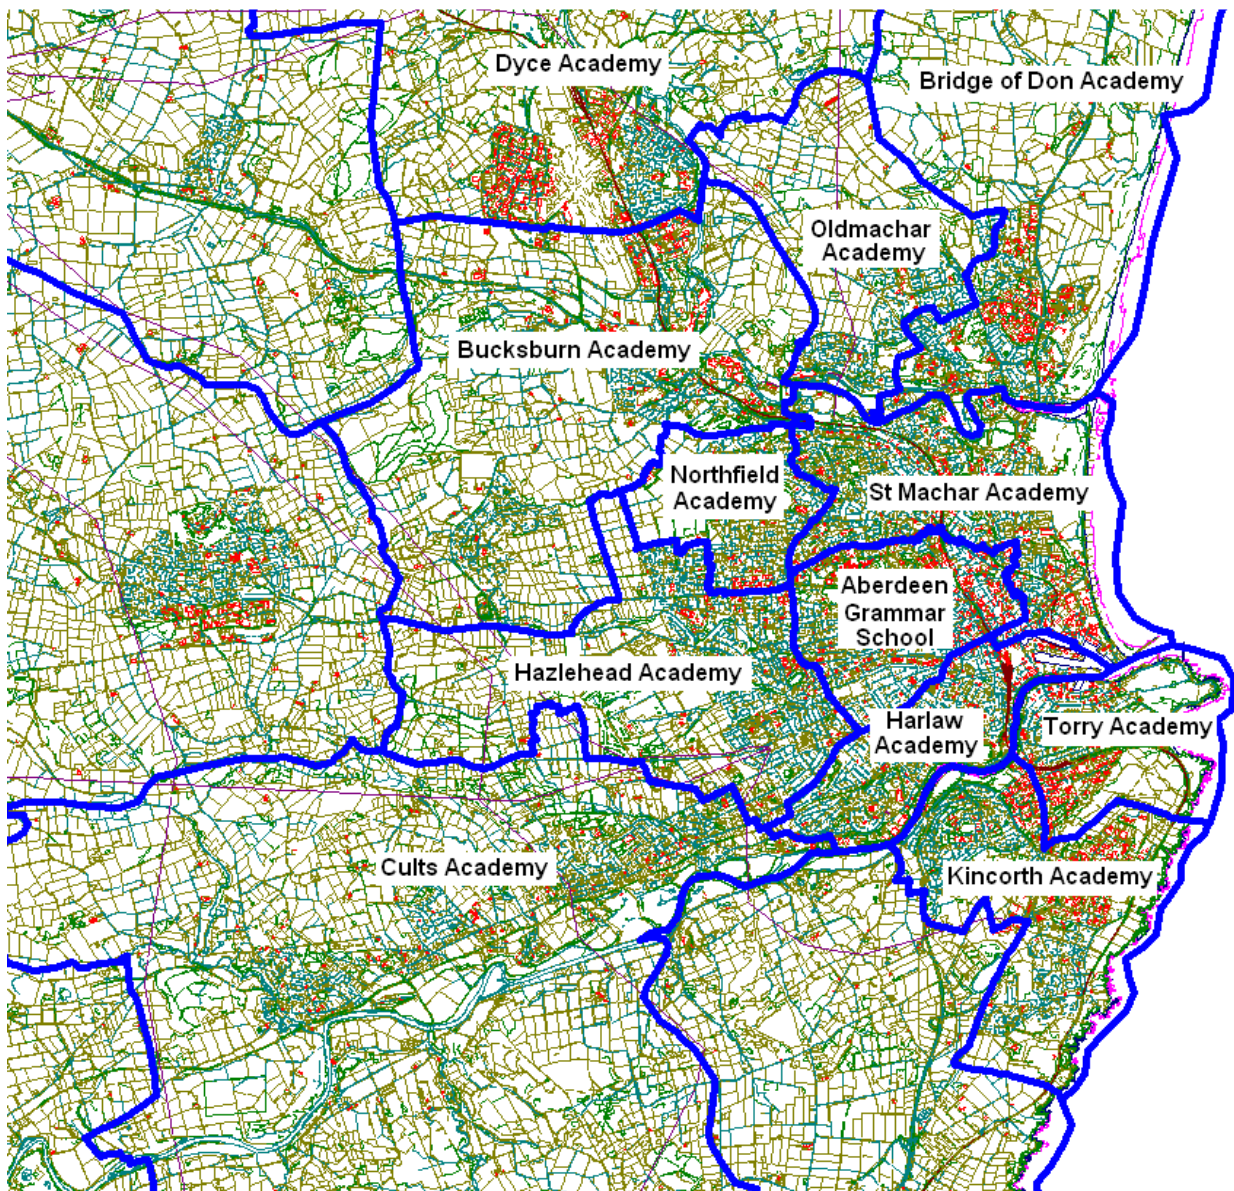 Dyce Academy
Bridge of Don Academy
Oldmachar
Academy
Bucksburn Academy
Northfield
Academy
St Machar Academy
Aberdeen
Grammar
School
Hazlehead Academy
Harlaw
Academy
Torry Academy
Cults Academy
Kincorth Academy